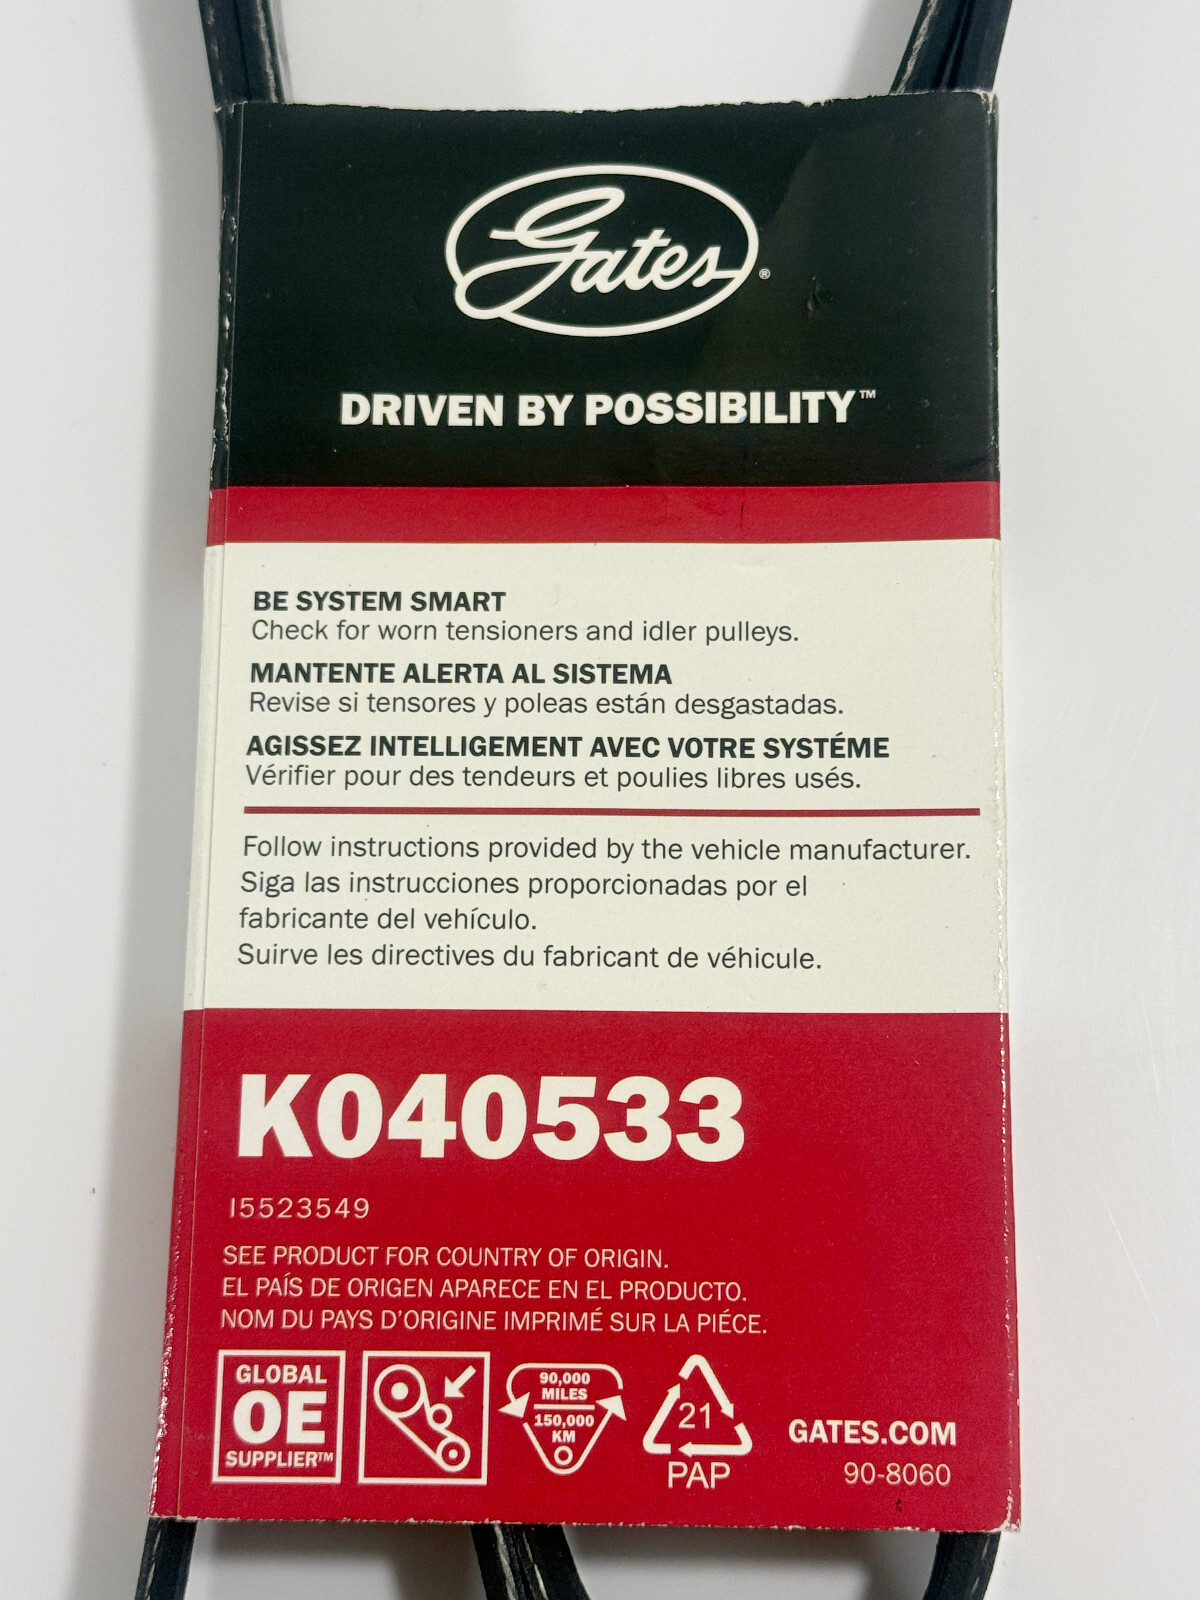 Gates®
DRIVEN BY POSSIBILITY™
BE SYSTEM SMART
Check for worn tensioners and idler pulleys.
MANTENTE ALERTA AL SISTEMA
Revise si tensores y poleas están desgastadas.
AGISSEZ INTELLIGEMENT AVEC VOTRE SYSTÉME
Vérifier pour des tendeurs et poulies libres usés.
Follow instructions provided by the vehicle manufacturer.
Siga las instrucciones proporcionadas por el
fabricante del vehículo.
Suirve les directives du fabricant de véhicule.
K040533
I5523549
SEE PRODUCT FOR COUNTRY OF ORIGIN.
EL PAÍS DE ORIGEN APARECE EN EL PRODUCTO.
NOM DU PAYS D'ORIGINE IMPRIMÉ SUR LA PIÉCE.
GLOBAL
OE
SUPPLIER™
90,000
MILES
150,000
KM
21
PAP
GATES.COM
90-8060